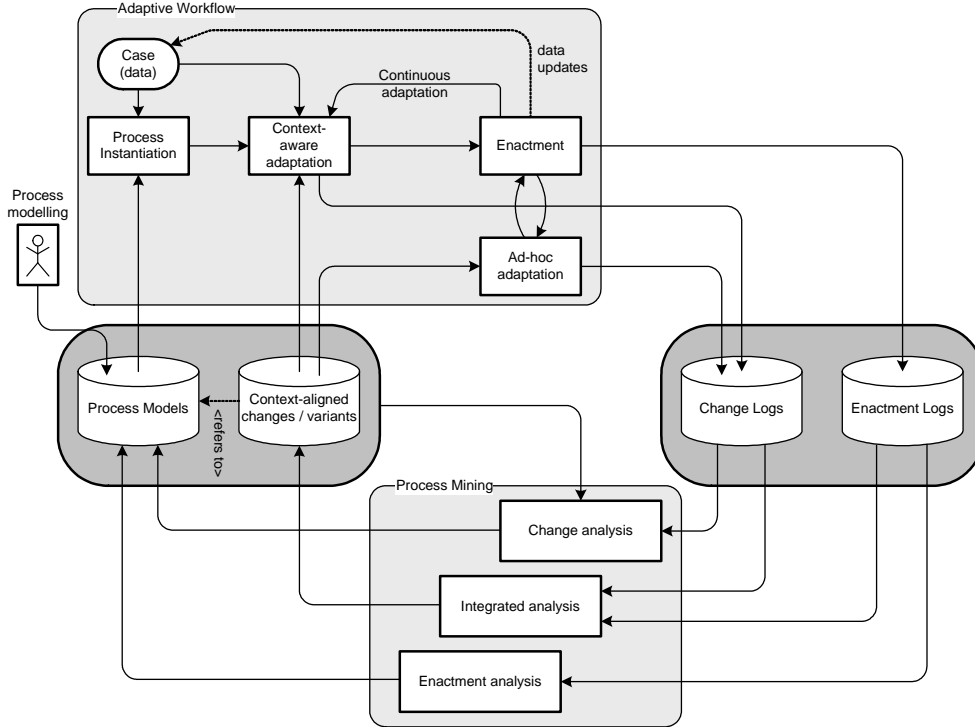 Adaptive Workflow
Case
(data)
data
updates
Continuous
adaptation
Process
Instantiation
Context-
aware
adaptation
Enactment
Process
modelling
Ad-hoc
adaptation
Process Models
<refers to>
Context-aligned
changes / variants
Change Logs
Enactment Logs
Process Mining
Change analysis
Integrated analysis
Enactment analysis